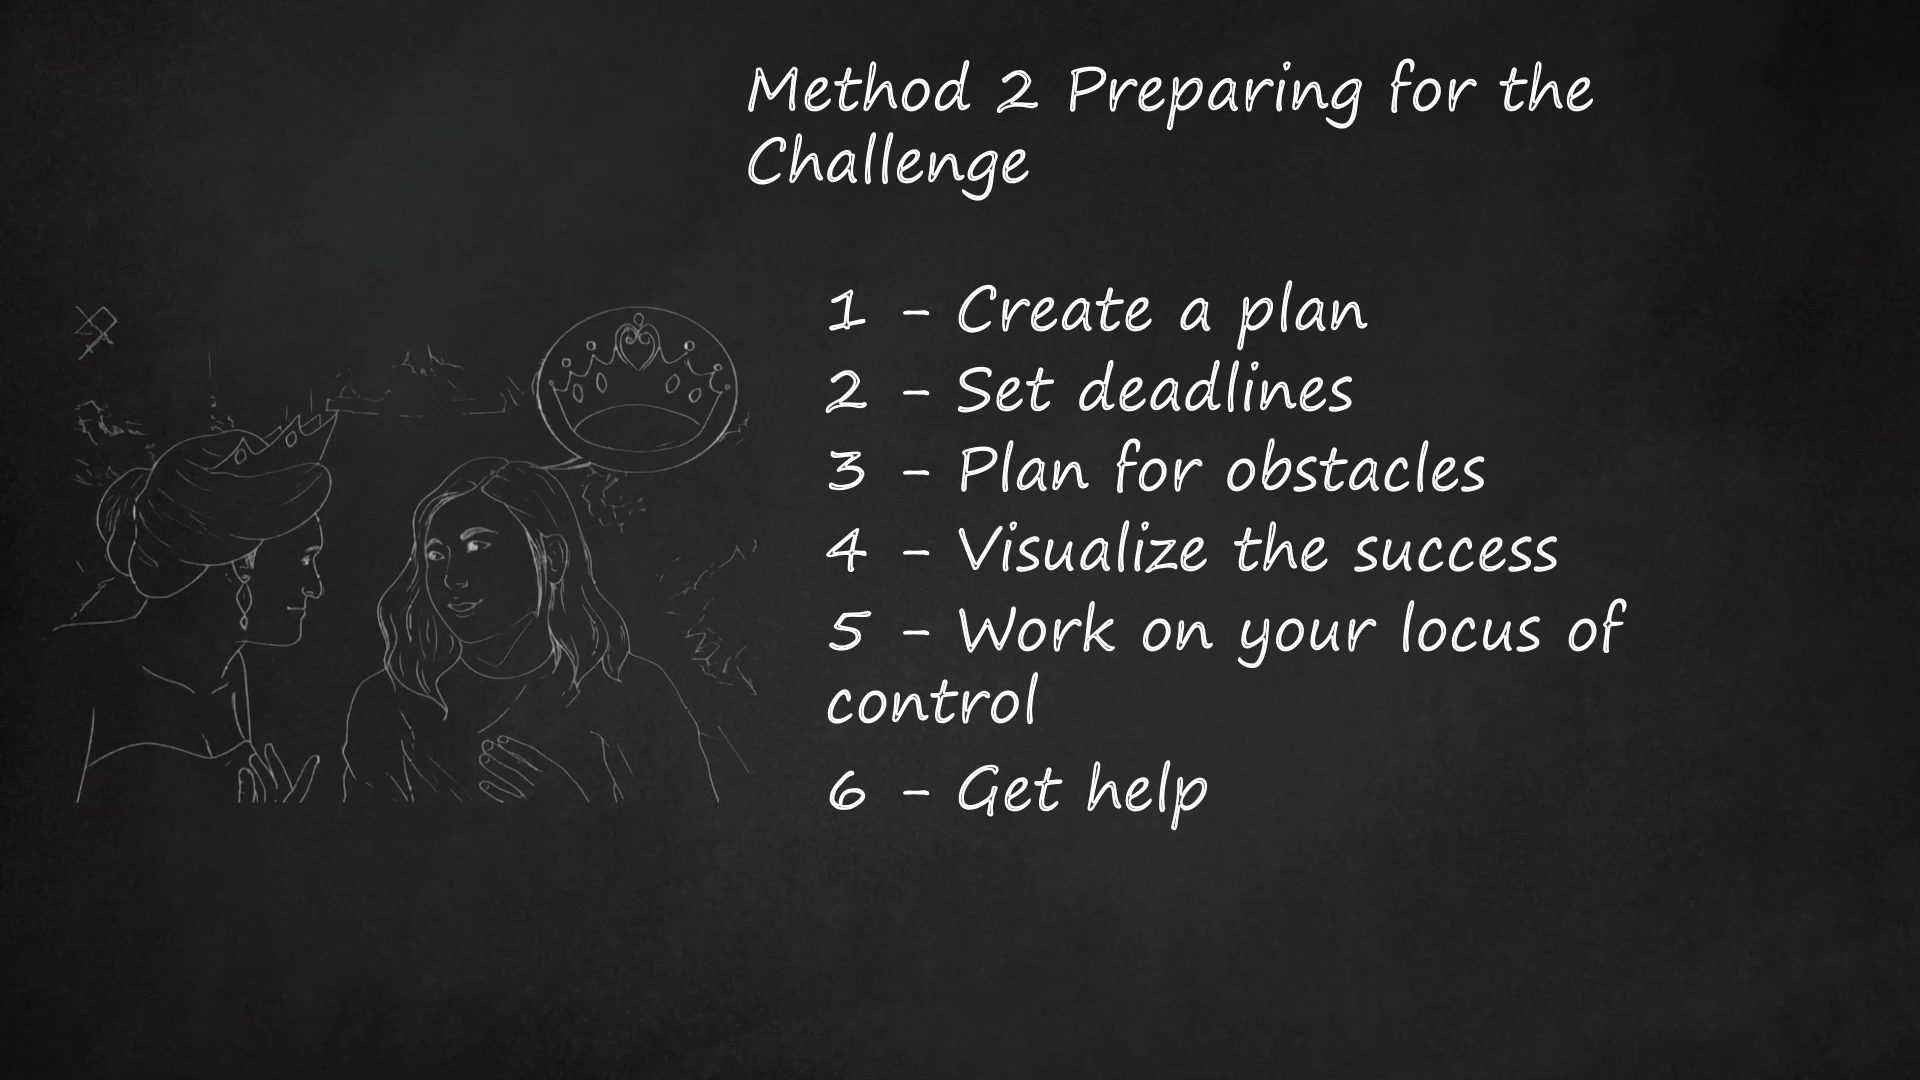 Method 2 Preparing for the
Challenge
1 - Create a plan
2 - Set deadlines
3 - Plan for obstacles
4 - Visualize the success
5 - Work on your locus of
control
6 - Get help